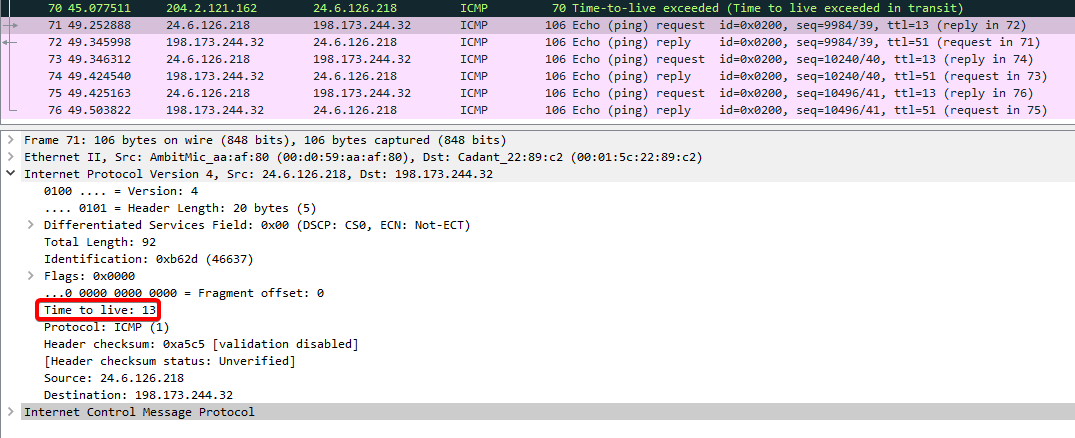 70 45.077511 204.2.121.162 24.6.126.218 ICMP 70 Time-to-live exceeded (Time to live exceeded in transit)
71 49.252888 24.6.126.218 198.173.244.32 ICMP 106 Echo (ping) request id=0x0200, seq=9984/39, ttl=13 (reply in 72)
72 49.345998 198.173.244.32 24.6.126.218 ICMP 106 Echo (ping) reply id=0x0200, seq=9984/39, ttl=51 (request in 71)
73 49.346312 24.6.126.218 198.173.244.32 ICMP 106 Echo (ping) request id=0x0200, seq=10240/40, ttl=13 (reply in 74)
74 49.424540 198.173.244.32 24.6.126.218 ICMP 106 Echo (ping) reply id=0x0200, seq=10240/40, ttl=51 (request in 73)
75 49.425163 24.6.126.218 198.173.244.32 ICMP 106 Echo (ping) request id=0x0200, seq=10496/41, ttl=13 (reply in 76)
76 49.503822 198.173.244.32 24.6.126.218 ICMP 106 Echo (ping) reply id=0x0200, seq=10496/41, ttl=51 (request in 75)
Frame 71: 106 bytes on wire (848 bits), 106 bytes captured (848 bits)
Ethernet II, Src: AmbitMic_aa:af:80 (00:d0:59:aa:af:80), Dst: Cadant_22:89:c2 (00:01:5c:22:89:c2)
Internet Protocol Version 4, Src: 24.6.126.218, Dst: 198.173.244.32
0100 .... = Version: 4
.... 0101 = Header Length: 20 bytes (5)
Differentiated Services Field: 0x00 (DSCP: CS0, ECN: Not-ECT)
Total Length: 92
Identification: 0xb62d (46637)
Flags: 0x0000
...0 0000 0000 0000 = Fragment offset: 0
Time to live: 13
Protocol: ICMP (1)
Header checksum: 0xa5c5 [validation disabled]
[Header checksum status: Unverified]
Source: 24.6.126.218
Destination: 198.173.244.32
Internet Control Message Protocol